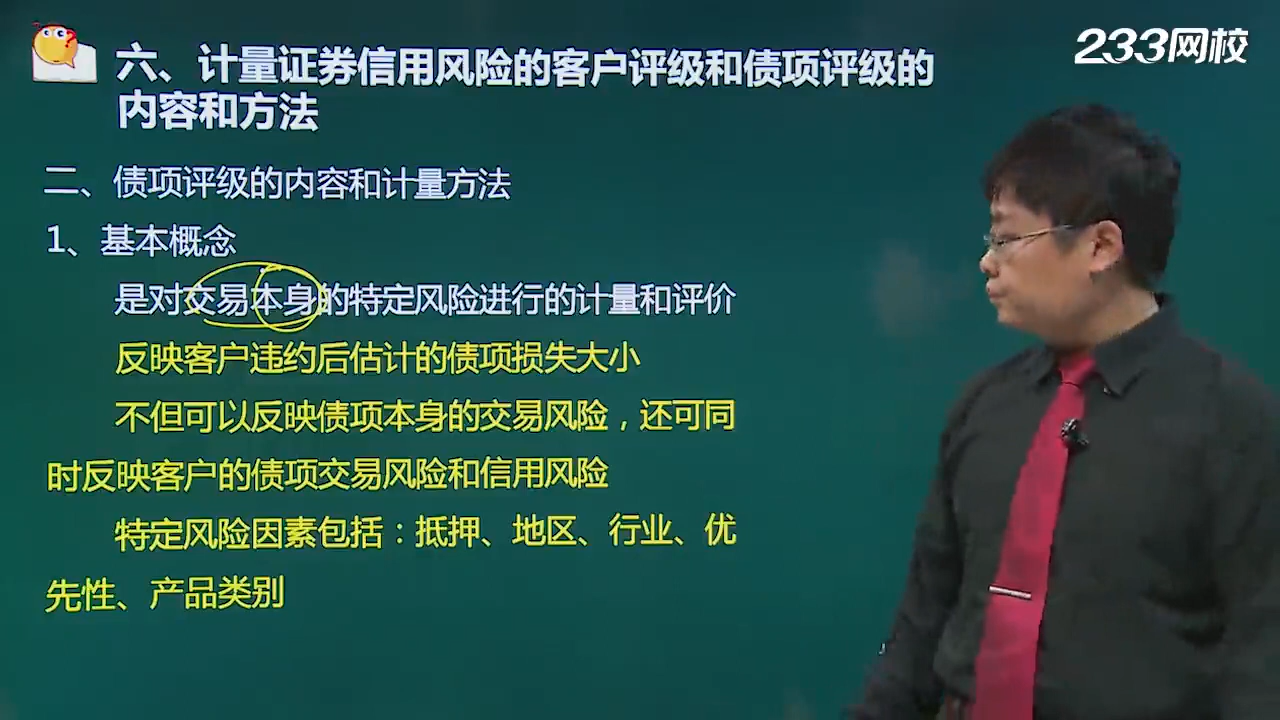 233网校
六、计量证券信用风险的客户评级和债项评级的
内容和方法
二、债项评级的内容和计量方法
1、基本概念
是对交易本身的特定风险进行的计量和评价
反映客户违约后估计的债项损失大小
不但可以反映债项本身的交易风险，还可同
时反映客户的债项交易风险和信用风险
特定风险因素包括：抵押、地区、行业、优
先性、产品类别